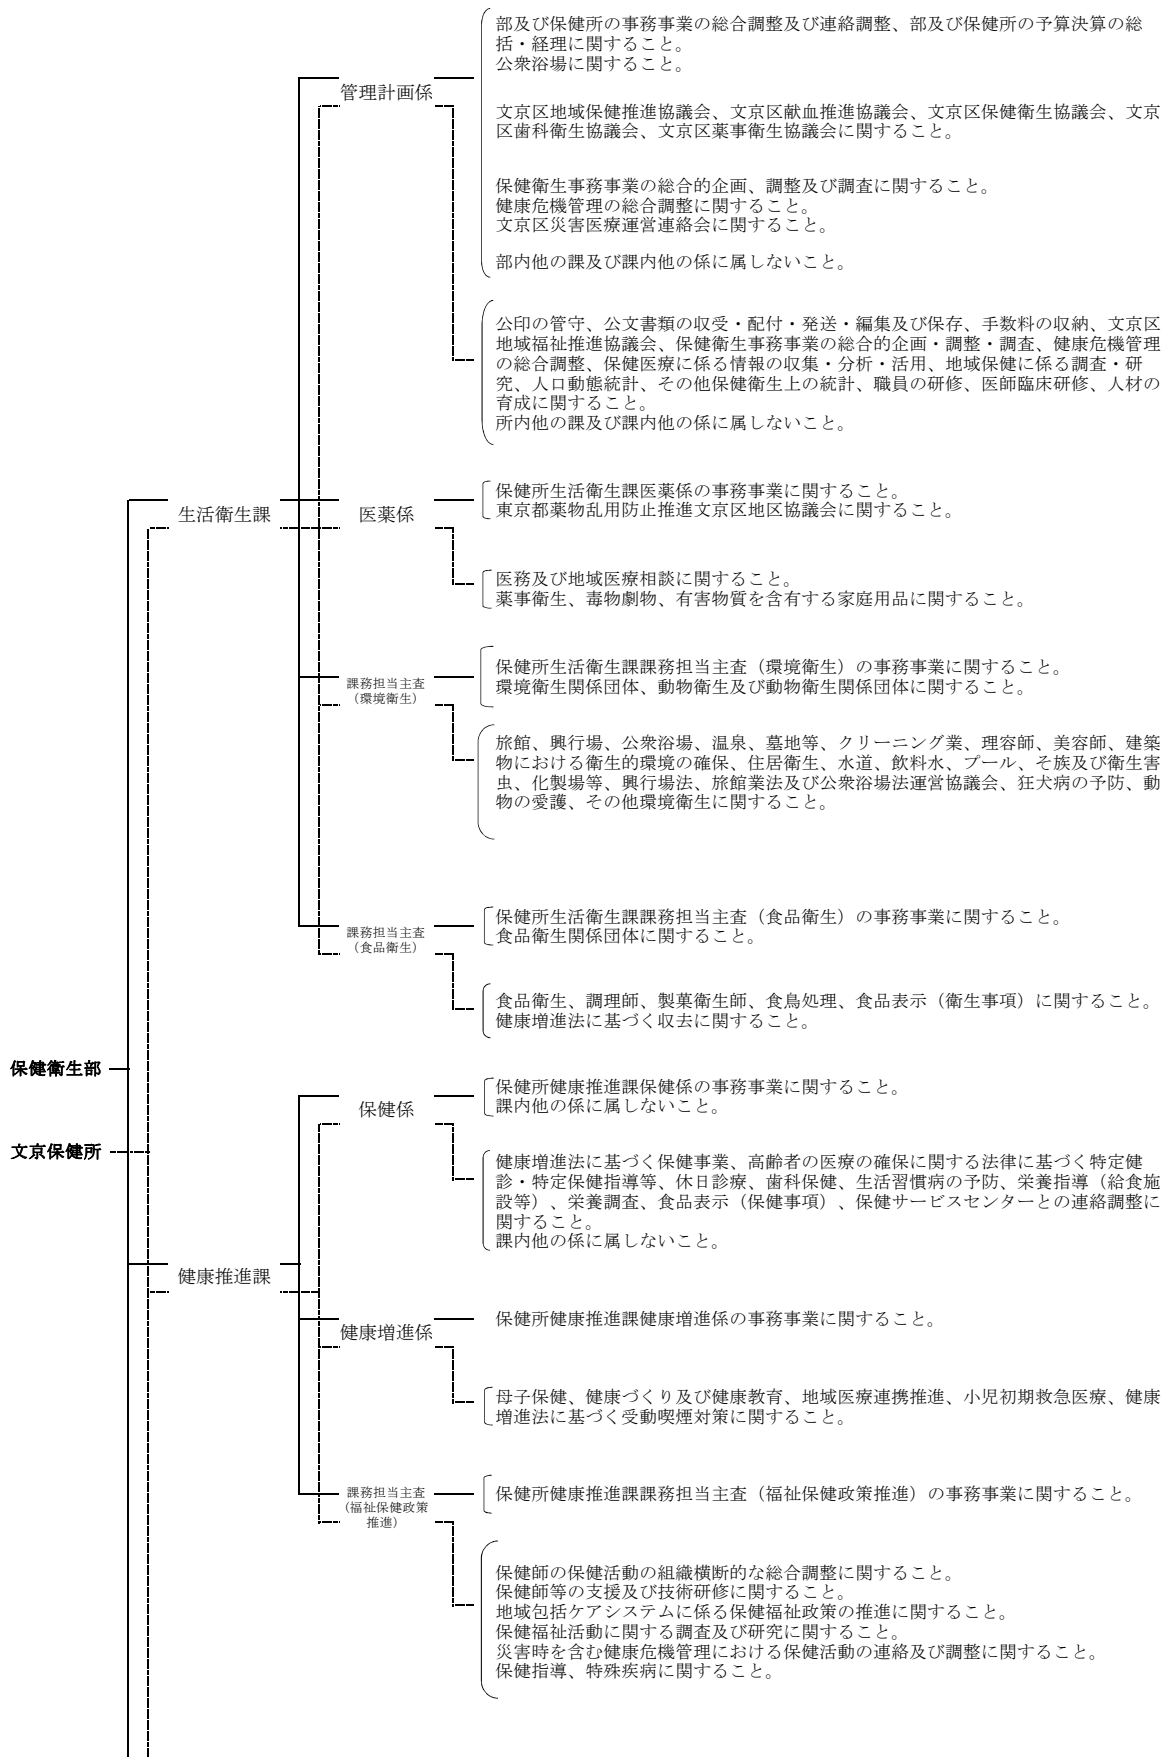 部及び保健所の事務事業の総合調整及び連絡調整、部及び保健所の予算決算の総
括・経理に関すること。
公衆浴場に関すること。
管理計画係
文京区地域保健推進協議会、文京区献血推進協議会、文京区保健衛生協議会、文京
区歯科衛生協議会、文京区薬事衛生協議会に関すること。
保健衛生事務事業の総合的企画、調整及び調査に関すること。
健康危機管理の総合調整に関すること。
文京区災害医療運営連絡会に関すること。
部内他の課及び課内他の係に属しないこと。
公印の管守、公文書類の収受・配付・発送・編集及び保存、手数料の収納、文京区
地域福祉推進協議会、保健衛生事務事業の総合的企画・調整・調査、健康危機管理
の総合調整、保健医療に係る情報の収集・分析・活用、地域保健に係る調査・研
究、人口動態統計、その他保健衛生上の統計、職員の研修、医師臨床研修、人材の
育成に関すること。
所内他の課及び課内他の係に属しないこと。
生活衛生課
医薬係
保健所生活衛生課医薬係の事務事業に関すること。
東京都薬物乱用防止推進文京区地区協議会に関すること。
医務及び地域医療相談に関すること。
薬事衛生、毒物劇物、有害物質を含有する家庭用品に関すること。
課務担当主査
（環境衛生）
保健所生活衛生課課務担当主査（環境衛生）の事務事業に関すること。
環境衛生関係団体、動物衛生及び動物衛生関係団体に関すること。
旅館、興行場、公衆浴場、温泉、墓地等、クリーニング業、理容師、美容師、建築
物における衛生的環境の確保、住居衛生、水道、飲料水、プール、そ族及び衛生害
虫、化製場等、興行場法、旅館業法及び公衆浴場法運営協議会、狂犬病の予防、動
物の愛護、その他環境衛生に関すること。
課務担当主査
（食品衛生）
保健所生活衛生課課務担当主査（食品衛生）の事務事業に関すること。
食品衛生関係団体に関すること。
食品衛生、調理師、製菓衛生師、食鳥処理、食品表示（衛生事項）に関すること。
健康増進法に基づく収去に関すること。
保健衛生部
文京保健所
保健係
保健所健康推進課保健係の事務事業に関すること。
課内他の係に属しないこと。
健康増進法に基づく保健事業、高齢者の医療の確保に関する法律に基づく特定健
診・特定保健指導等、休日診療、歯科保健、生活習慣病の予防、栄養指導（給食施
設等）、栄養調査、食品表示（保健事項）、保健サービスセンターとの連絡調整に
関すること。
課内他の係に属しないこと。
健康推進課
健康増進係
保健所健康推進課健康増進係の事務事業に関すること。
母子保健、健康づくり及び健康教育、地域医療連携推進、小児初期救急医療、健康
増進法に基づく受動喫煙対策に関すること。
課務担当主査
（福祉保健政策
推進）
保健所健康推進課課務担当主査（福祉保健政策推進）の事務事業に関すること。
保健師の保健活動の組織横断的な総合調整に関すること。
保健師等の支援及び技術研修に関すること。
地域包括ケアシステムに係る保健福祉政策の推進に関すること。
保健福祉活動に関する調査及び研究に関すること。
災害時を含む健康危機管理における保健活動の連絡及び調整に関すること。
保健指導、特殊疾病に関すること。